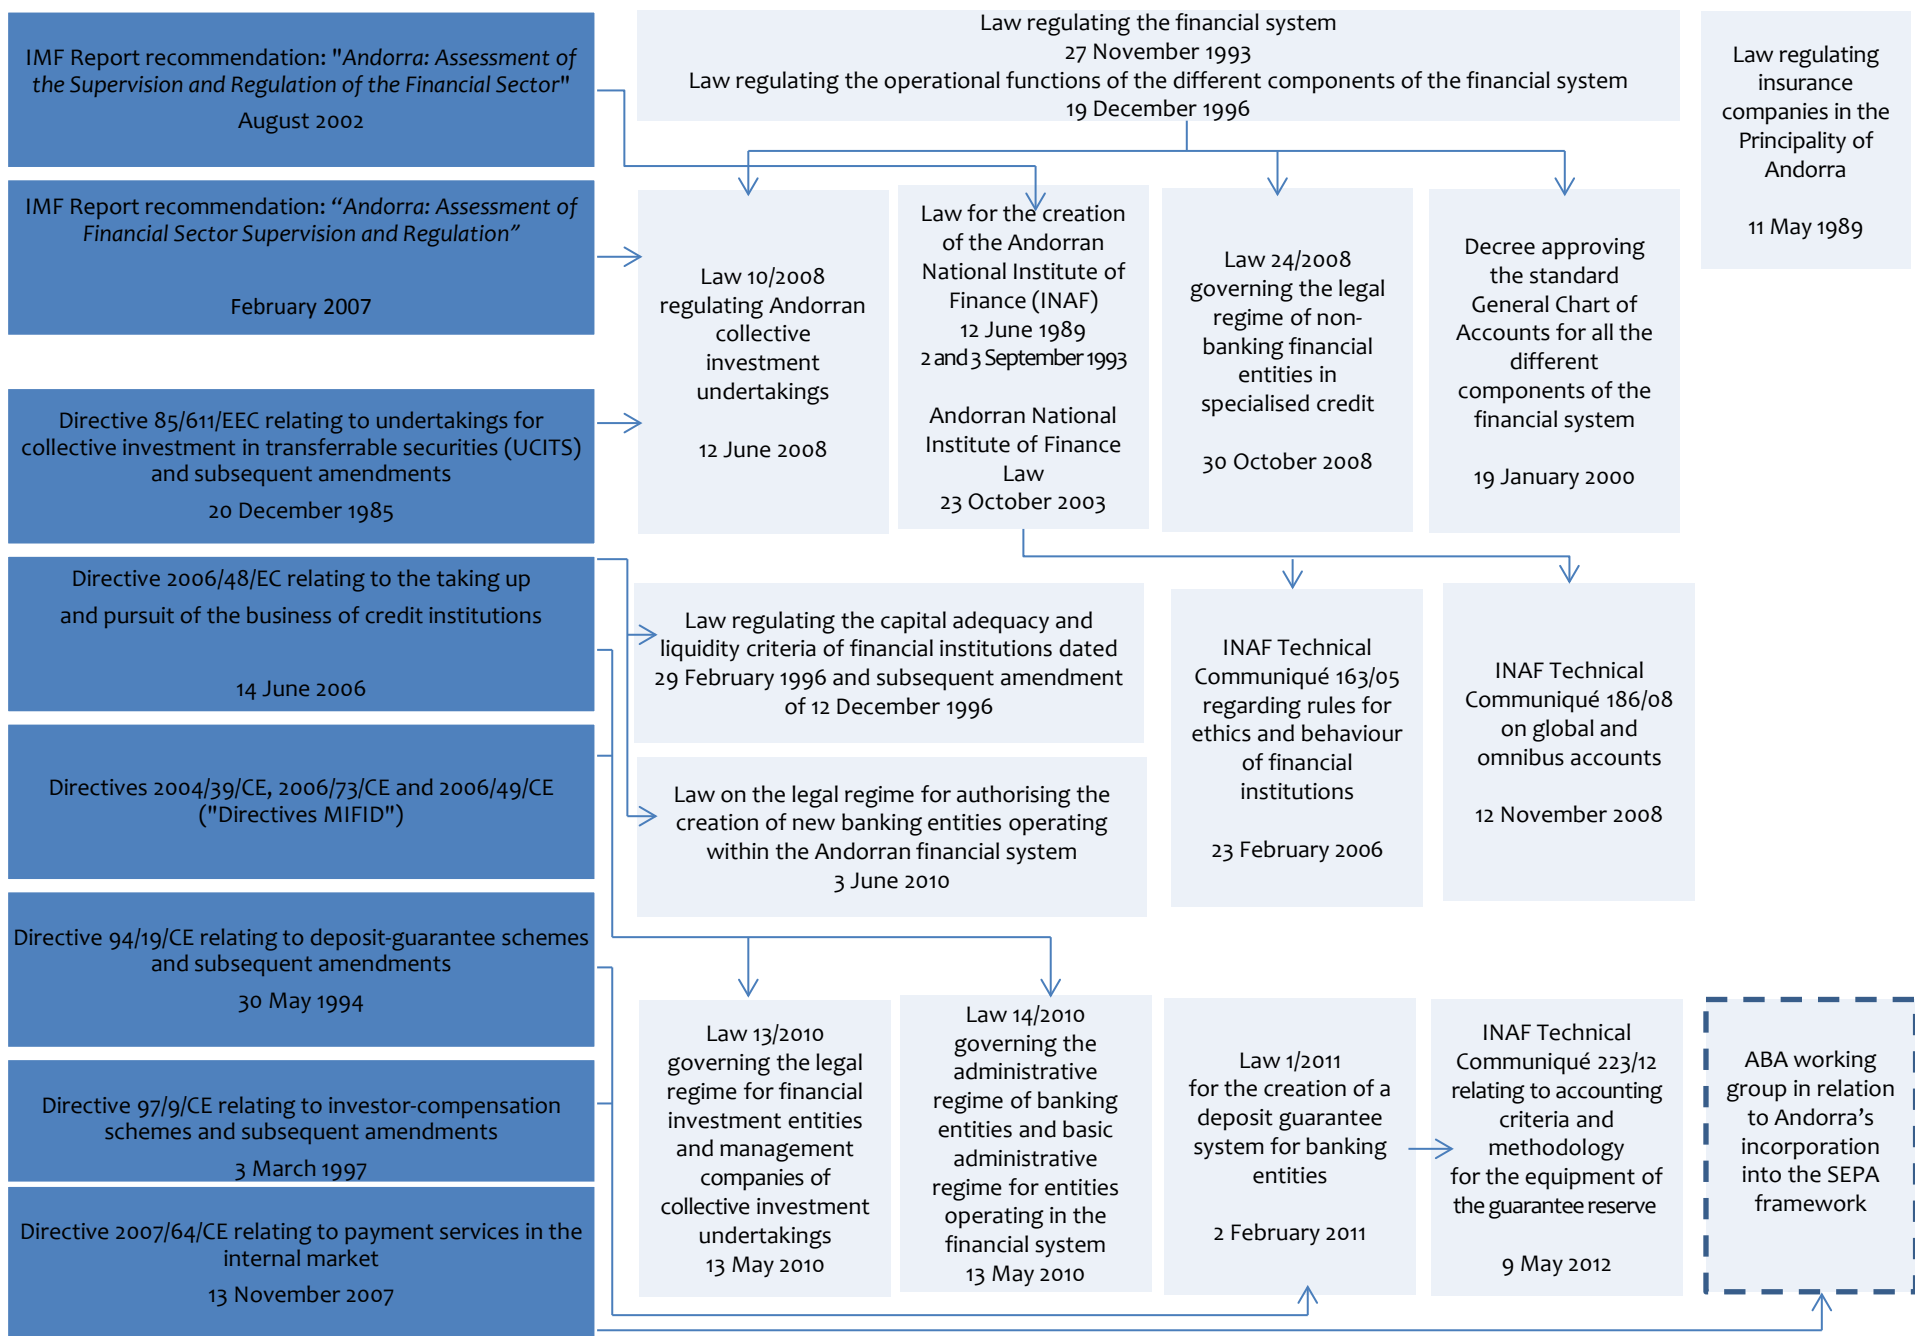 IMF Report recommendation: "Andorra: Assessment of
the Supervision and Regulation of the Financial Sector"
August 2002
IMF Report recommendation: “Andorra: Assessment of
Financial Sector Supervision and Regulation”
February 2007
Directive 85/611/EEC relating to undertakings for
collective investment in transferrable securities (UCITS)
and subsequent amendments
20 December 1985
Directive 2006/48/EC relating to the taking up
and pursuit of the business of credit institutions
14 June 2006
Directives 2004/39/CE, 2006/73/CE and 2006/49/CE
("Directives MIFID")
Directive 94/19/CE relating to deposit-guarantee schemes
and subsequent amendments
30 May 1994
Directive 97/9/CE relating to investor-compensation
schemes and subsequent amendments
3 March 1997
Directive 2007/64/CE relating to payment services in the
internal market
13 November 2007
Law regulating the financial system
27 November 1993
Law regulating the operational functions of the different components of the financial system
19 December 1996
Law regulating
insurance
companies in the
Principality of
Andorra
11 May 1989
Law 10/2008
regulating Andorran
collective
investment
undertakings
12 June 2008
Law for the creation
of the Andorran
National Institute of
Finance (INAF)
12 June 1989
2 and 3 September 1993
Andorran National
Institute of Finance
Law
23 October 2003
Law 24/2008
governing the legal
regime of non-
banking financial
entities in
specialised credit
30 October 2008
Decree approving
the standard
General Chart of
Accounts for all the
different
components of the
financial system
19 January 2000
Law regulating the capital adequacy and
liquidity criteria of financial institutions dated
29 February 1996 and subsequent amendment
of 12 December 1996
Law on the legal regime for authorising the
creation of new banking entities operating
within the Andorran financial system
3 June 2010
INAF Technical
Communiqué 163/05
regarding rules for
ethics and behaviour
of financial
institutions
23 February 2006
INAF Technical
Communiqué 186/08
on global and
omnibus accounts
12 November 2008
Law 13/2010
governing the legal
regime for financial
investment entities
and management
companies of
collective investment
undertakings
13 May 2010
Law 14/2010
governing the
administrative
regime of banking
entities and basic
administrative
regime for entities
operating in the
financial system
13 May 2010
Law 1/2011
for the creation of a
deposit guarantee
system for banking
entities
2 February 2011
INAF Technical
Communiqué 223/12
relating to accounting
criteria and
methodology
for the equipment of
the guarantee reserve
9 May 2012
ABA working
group in relation
to Andorra’s
incorporation
into the SEPA
framework